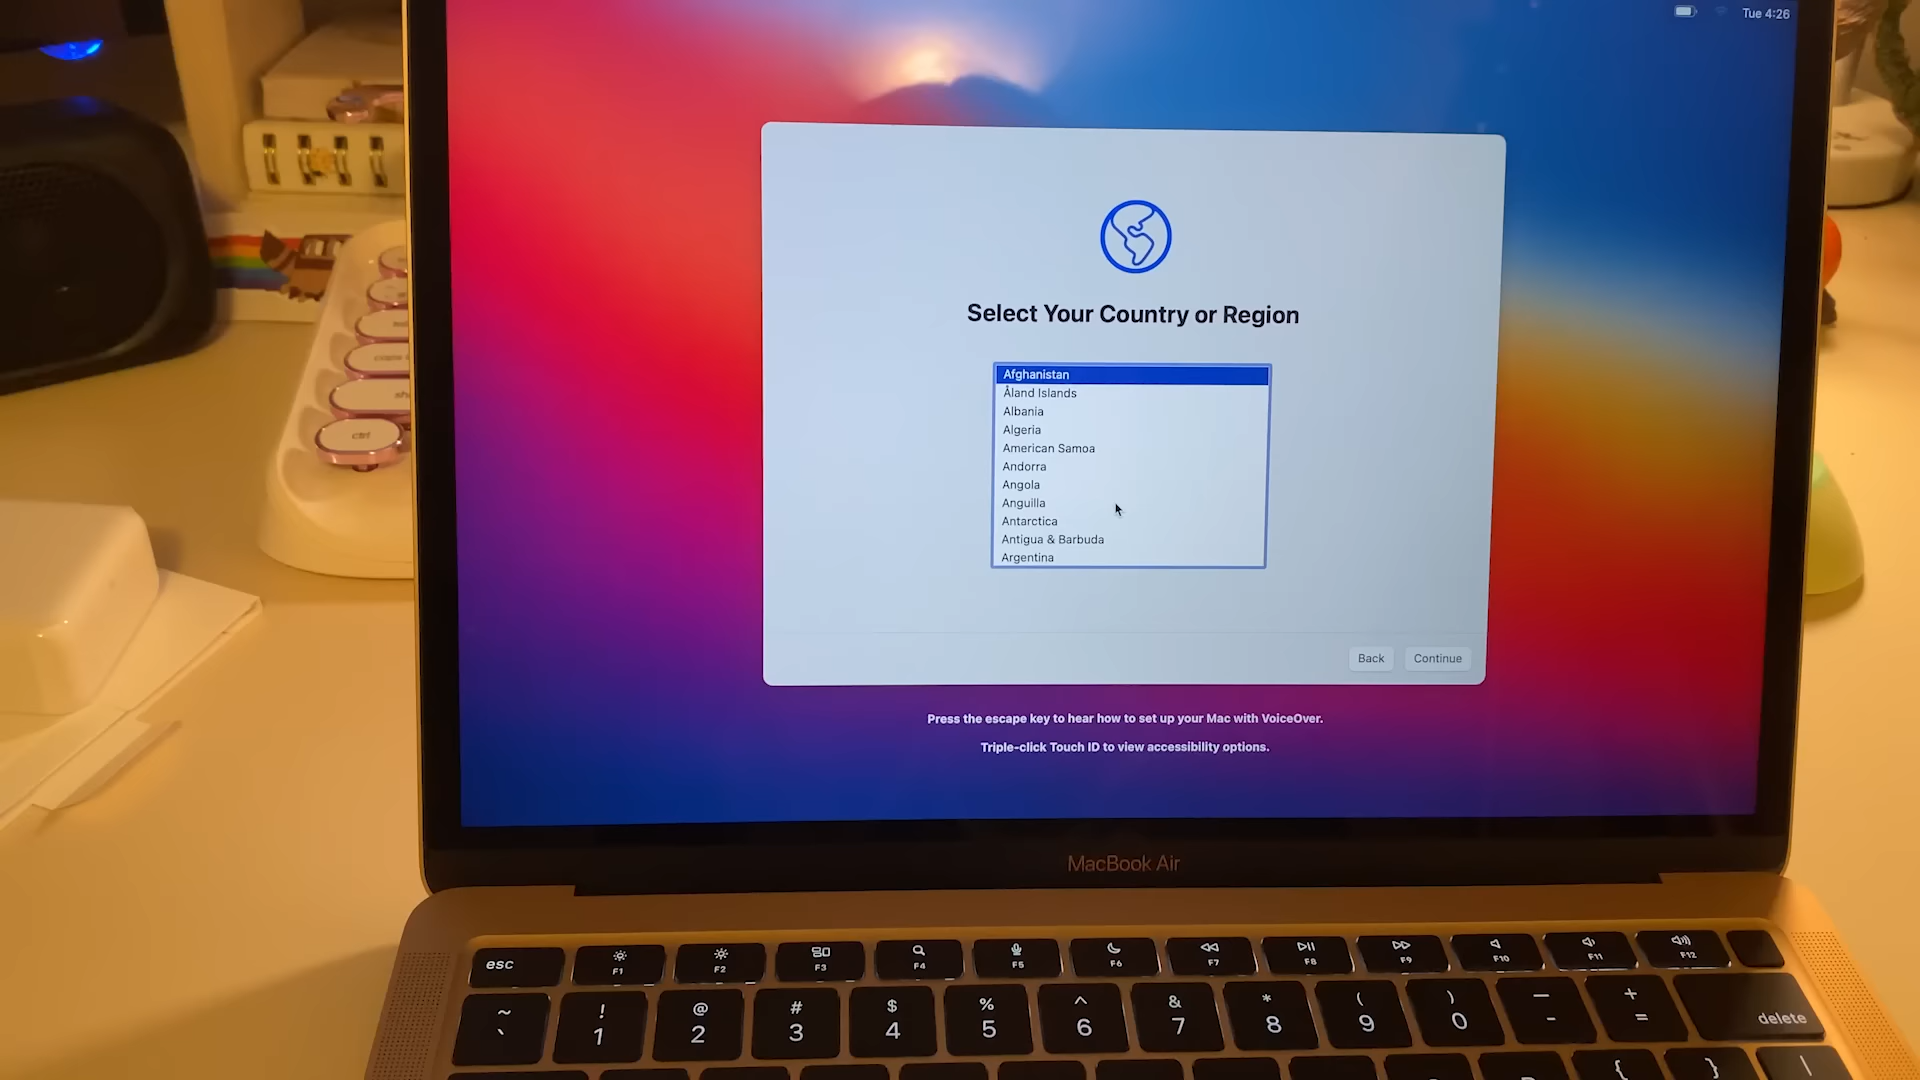 Tue 4:26
Select Your Country or Region
Afghanistan
Åland Islands
Albania
Algeria
American Samoa
Andorra
Angola
Anguilla
Antarctica
Antigua & Barbuda
Argentina
Back
Continue
Press the escape key to hear how to set up your Mac with VoiceOver.
Triple-click Touch ID to view accessibility options.
MacBook Air
ctrl
esc
F1
F2
F3
F4
F5
F6
F7
F8
F9
F10
F11
F12
~ ! @ # $ % ^ & * ( ) — +
` 1 2 3 4 5 6 7 8 9 0 - =
delete
{ } |